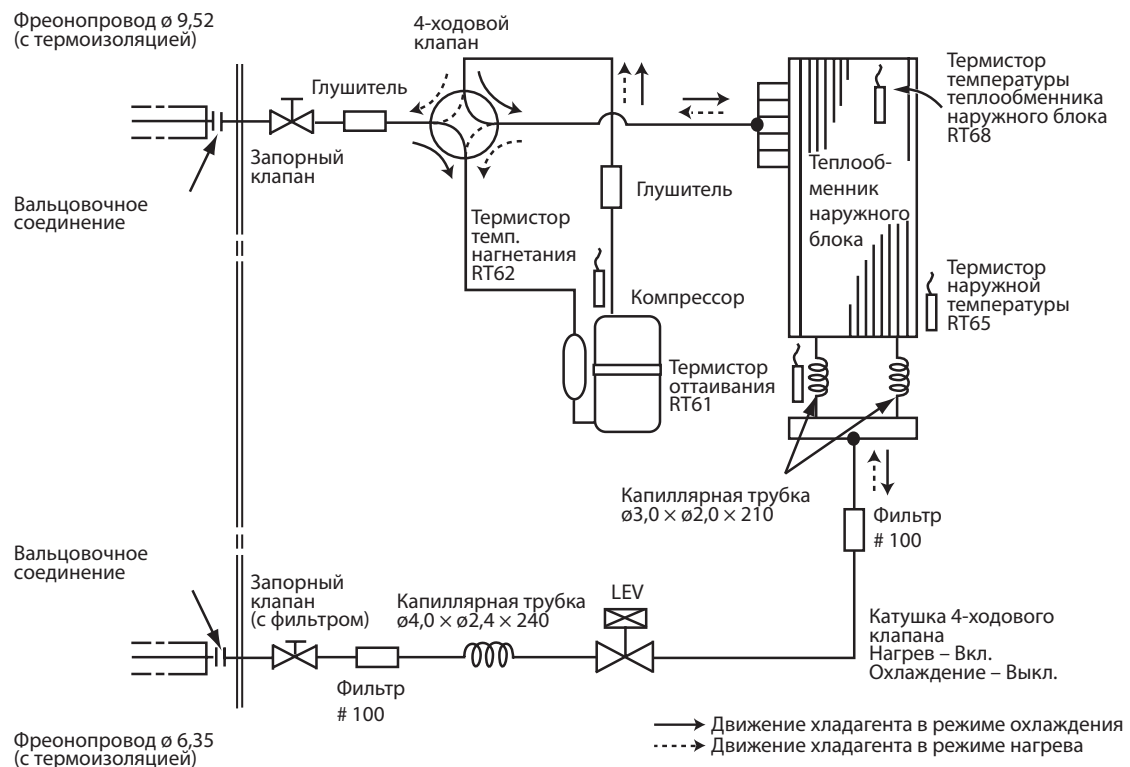 Фреонопровод ø 9,52
(с термоизоляцией)
4-ходовой
клапан
Глушитель
Запорный
клапан
Вальцовочное
соединение
Глушитель
Термистор
темп.
нагнетания
RT62
Компрессор
Термистор
оттаивания
RT61
Термистор
температуры
теплообменника
наружного блока
RT68
Теплооб-
менник
наружного
блока
Термистор
наружной
температуры
RT65
Капиллярная трубка
ø3,0 × ø2,0 × 210
Фильтр
# 100
Вальцовочное
соединение
Запорный
клапан
(с фильтром)
Капиллярная трубка
ø4,0 × ø2,4 × 240
LEV
Фильтр
# 100
Катушка 4-ходового
клапана
Нагрев – Вкл.
Охлаждение – Выкл.
Фреонопровод ø 6,35
(с термоизоляцией)
Движение хладагента в режиме охлаждения
Движение хладагента в режиме нагрева